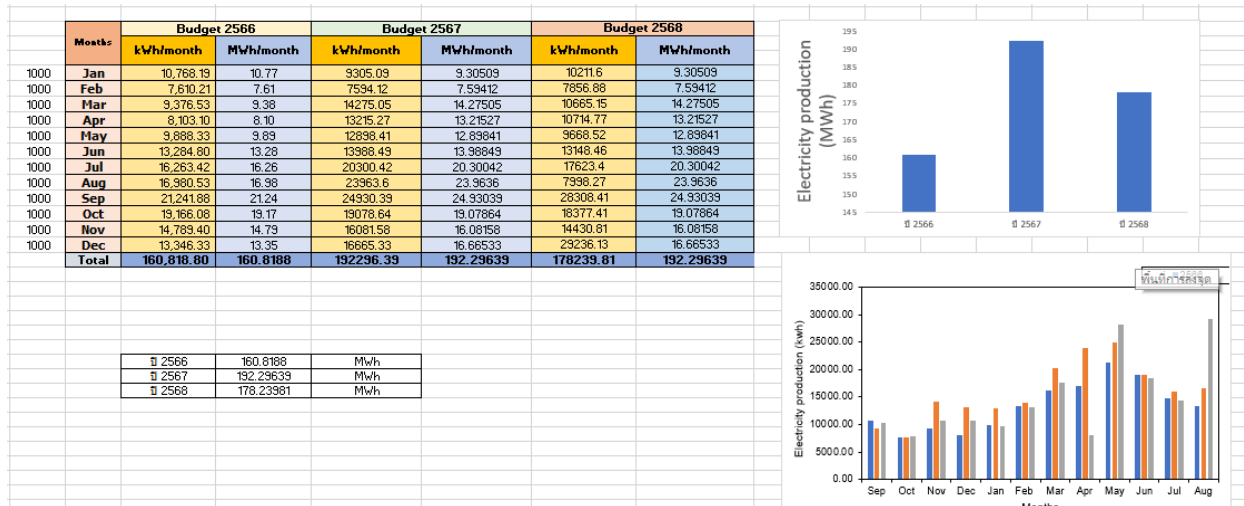 Months Budget 2566 Budget 2567 Budget 2568
kWh/month MWh/month kWh/month MWh/month kWh/month MWh/month
1000 Jan 10,768.19 10.77 9305.09 9.30509 10211.6 9.30509
1000 Feb 7,610.21 7.61 7594.12 7.59412 7856.88 7.59412
1000 Mar 9,376.53 9.38 14275.05 14.27505 10665.15 14.27505
1000 Apr 8,103.10 8.10 13215.27 13.21527 10714.77 13.21527
1000 May 9,888.33 9.89 12898.41 12.89841 9668.52 12.89841
1000 Jun 13,284.80 13.28 13988.49 13.98849 13148.46 13.98849
1000 Jul 16,263.42 16.26 20300.42 20.30042 17623.4 20.30042
1000 Aug 16,980.53 16.98 23963.6 23.9636 7998.27 23.9636
1000 Sep 21,241.88 21.24 24930.39 24.93039 28308.41 24.93039
1000 Oct 19,166.08 19.17 19078.64 19.07864 18377.41 19.07864
1000 Nov 14,789.40 14.79 16081.58 16.08158 14430.81 16.08158
1000 Dec 13,346.33 13.35 16665.33 16.66533 29236.13 16.66533
Total 160,818.80 160.8188 192296.39 192.29639 178239.81 192.29639
ปี 2566 160.8188 MWh
ปี 2567 192.29639 MWh
ปี 2568 178.23981 MWh
Electricity production
(MWh)
195
190
185
180
175
170
165
160
155
150
145
ปี 2566 ปี 2567 ปี 2568
พื้นที่การลงจุด
Electricity production (kwh)
35000.00
30000.00
25000.00
20000.00
15000.00
10000.00
5000.00
0.00
Sep Oct Nov Dec Jan Feb Mar Apr May Jun Jul Aug
Months